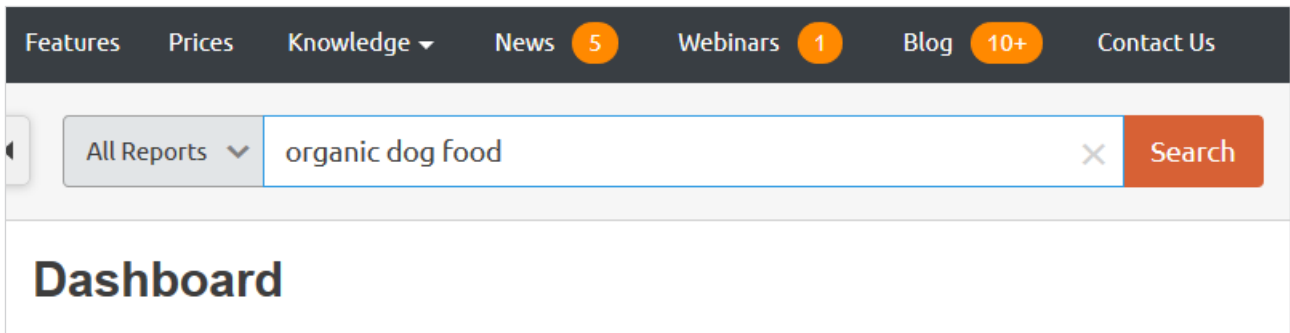 Features Prices Knowledge News 5 Webinars 1 Blog 10+ Contact Us
All Reports organic dog food Search
Dashboard